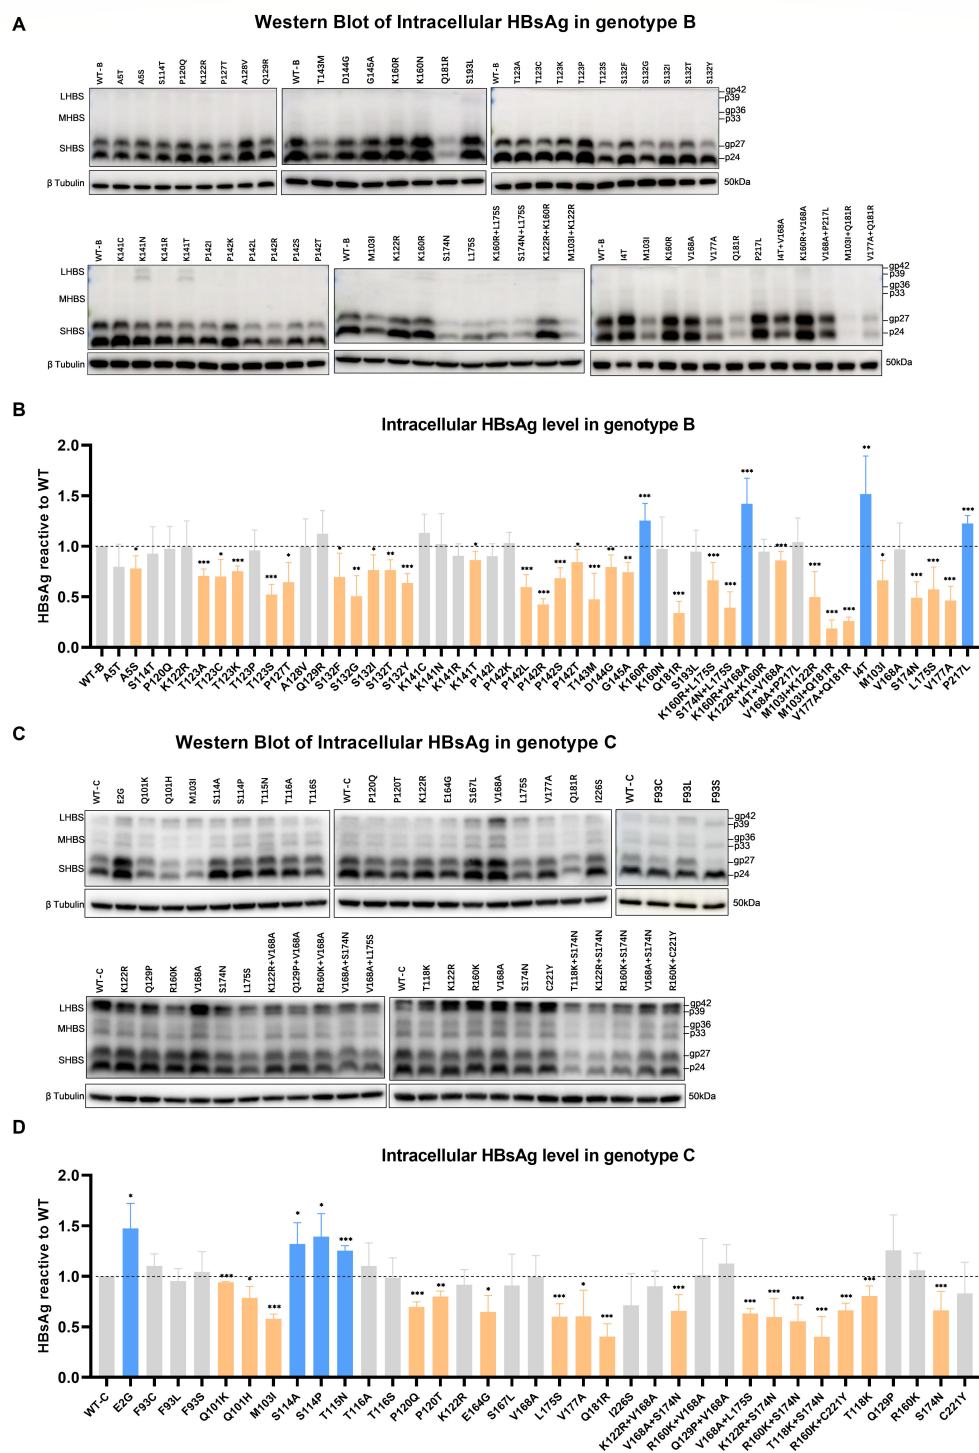 A
Western Blot of Intracellular HBsAg in genotype B
WT-B A5T A5S S114T P120Q K122R P127T A128V Q129R
WT-B T143M D144G G145A K160R K160N Q181R S193L
WT-B T123A T123C T123K T123P T123S S132F S132G S132I S132T S132Y
LHBS
MHBS
SHBS
β Tubulin
gp42
p39
gp36
p33
gp27
p24
50kDa
WT-B K141C K141N K141R K141T P142I P142K P142L P142R P142S P142T
WT-B M103I K122R K160R S174N L175S K160R+L175S S174N+L175S K122R+K160R M103I+K122R
WT-B I4T M103I K160R V168A V177A Q181R P217L I4T+V168A K160R+V168A V168A+P217L M103I+Q181R V177A+Q181R
LHBS
MHBS
SHBS
β Tubulin
gp42
p39
gp36
p33
gp27
p24
50kDa
B
Intracellular HBsAg level in genotype B
HBsAg reactive to WT
2.0
1.5
1.0
0.5
0.0
* *** * *** *** * * ** * ** *** * *** *** *** * *** ** ** *** *** *** *** *** *** *** *** *** ** * *** *** *** ***
WT-B A5T A5S S114T P120Q K122R T123A T123C T123K T123P T123S P127T A128V Q129R S132F S132G S132I S132T S132Y K141C K141N K141R K141T P142I P142K P142L P142R P142S P142T T143M D144G G145A K160R K160N Q181R S193L K160R+L175S S174N+L175S K160R+V168A K122R+K160R I4T+V168A V168A+P217L M103I+K122R M103I+Q181R V177A+Q181R I4T M103I V168A S174N L175S V177A P217L
C
Western Blot of Intracellular HBsAg in genotype C
WT-C E2G Q101K Q101H M103I S114A S114P T115N T116A T116S
WT-C P120Q P120T K122R E164G S167L V168A L175S V177A Q181R I226S
WT-C F93C F93L F93S
LHBS
MHBS
SHBS
β Tubulin
gp42
p39
gp36
p33
gp27
p24
50kDa
WT-C K122R Q129P R160K V168A S174N L175S K122R+V168A Q129P+V168A R160K+V168A V168A+S174N V168A+L175S
WT-C T118K K122R R160K V168A S174N C221Y T118K+S174N K122R+S174N R160K+S174N V168A+S174N R160K+C221Y
LHBS
MHBS
SHBS
β Tubulin
gp42
p39
gp36
p33
gp27
p24
50kDa
D
Intracellular HBsAg level in genotype C
HBsAg reactive to WT
2.0
1.5
1.0
0.5
0.0
* *** * *** * * *** *** ** * *** * *** *** *** *** *** *** *** *** ***
WT-C E2G F93C F93L F93S Q101K Q101H M103I S114A S114P T115N T116A T116S P120Q P120T K122R E164G S167L V168A L175S V177A Q181R I226S K122R+V168A V168A+S174N R160K+V168A Q129P+V168A V168A+L175S K122R+S174N R160K+S174N T118K+S174N R160K+C221Y T118K Q129P R160K S174N C221Y